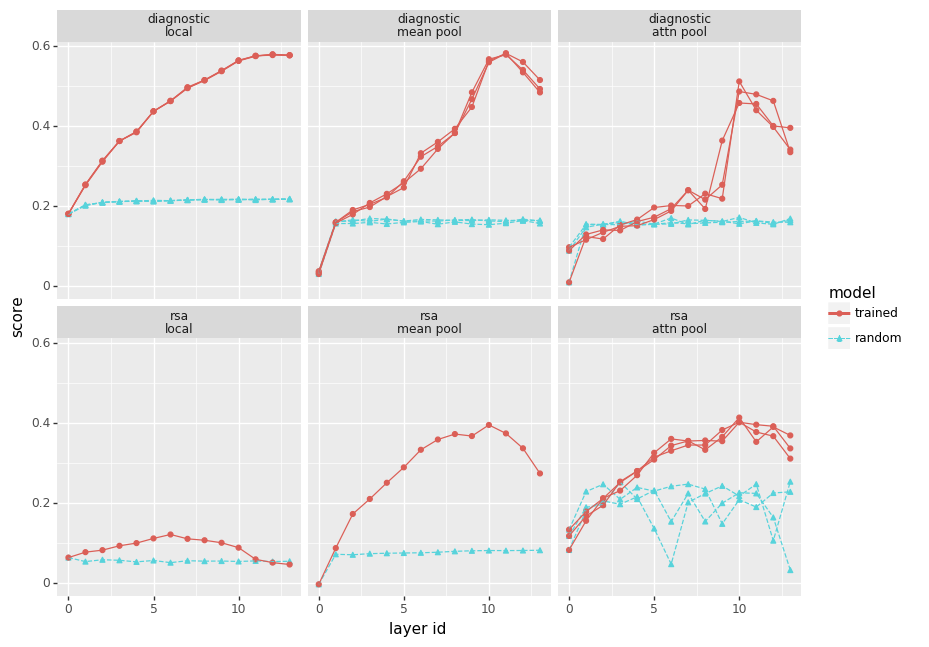 diagnostic
local
diagnostic
mean pool
diagnostic
attn pool
0.6
0.4
0.2
0
rsa
local
rsa
mean pool
rsa
attn pool
0.6
0.4
0.2
0
0 5 10
0 5 10
0 5 10
score
layer id
model
trained
random